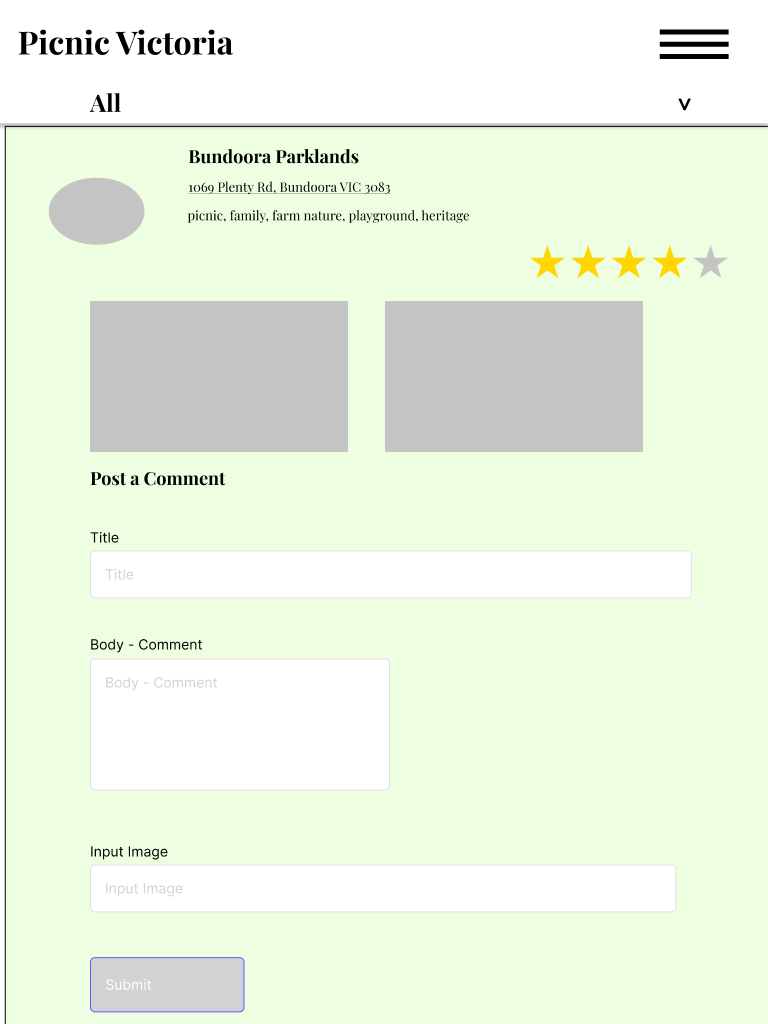 Picnic Victoria
All
v
Bundoora Parklands
1069 Plenty Rd, Bundoora VIC 3083
picnic, family, farm nature, playground, heritage
Post a Comment
Title
Title
Body - Comment
Body - Comment
Input Image
Input Image
Submit